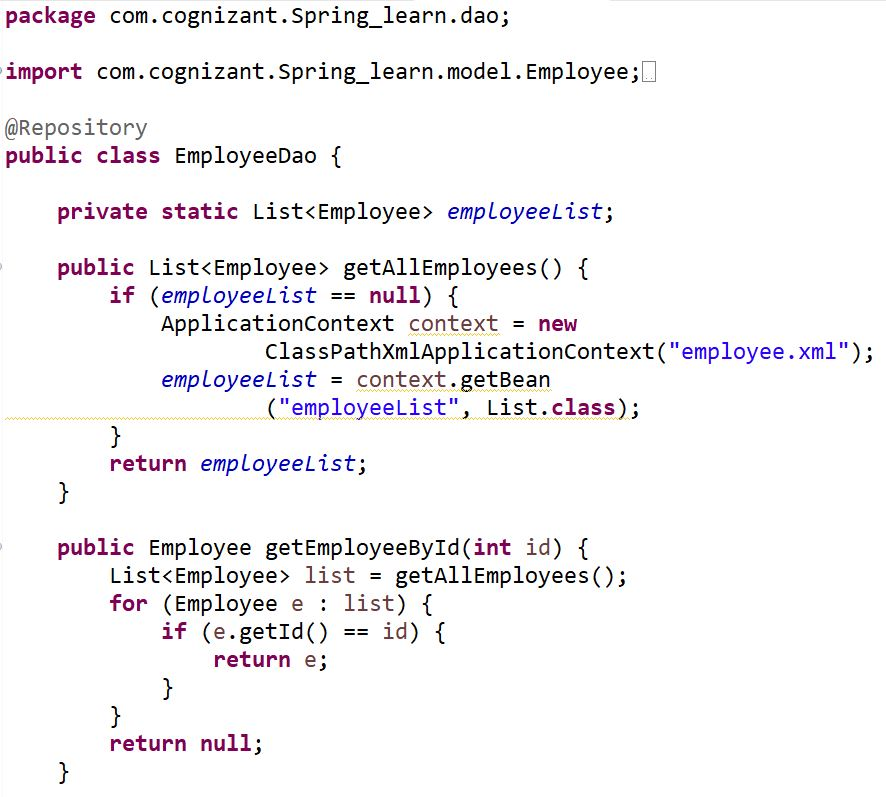 package com.cognizant.Spring_learn.dao;
import com.cognizant.Spring_learn.model.Employee;
@Repository
public class EmployeeDao {
private static List<Employee> employeeList;
public List<Employee> getAllEmployees() {
if (employeeList == null) {
ApplicationContext context = new
ClassPathXmlApplicationContext("employee.xml");
employeeList = context.getBean
("employeeList", List.class);
}
return employeeList;
}
public Employee getEmployeeById(int id) {
List<Employee> list = getAllEmployees();
for (Employee e : list) {
if (e.getId() == id) {
return e;
}
}
return null;
}